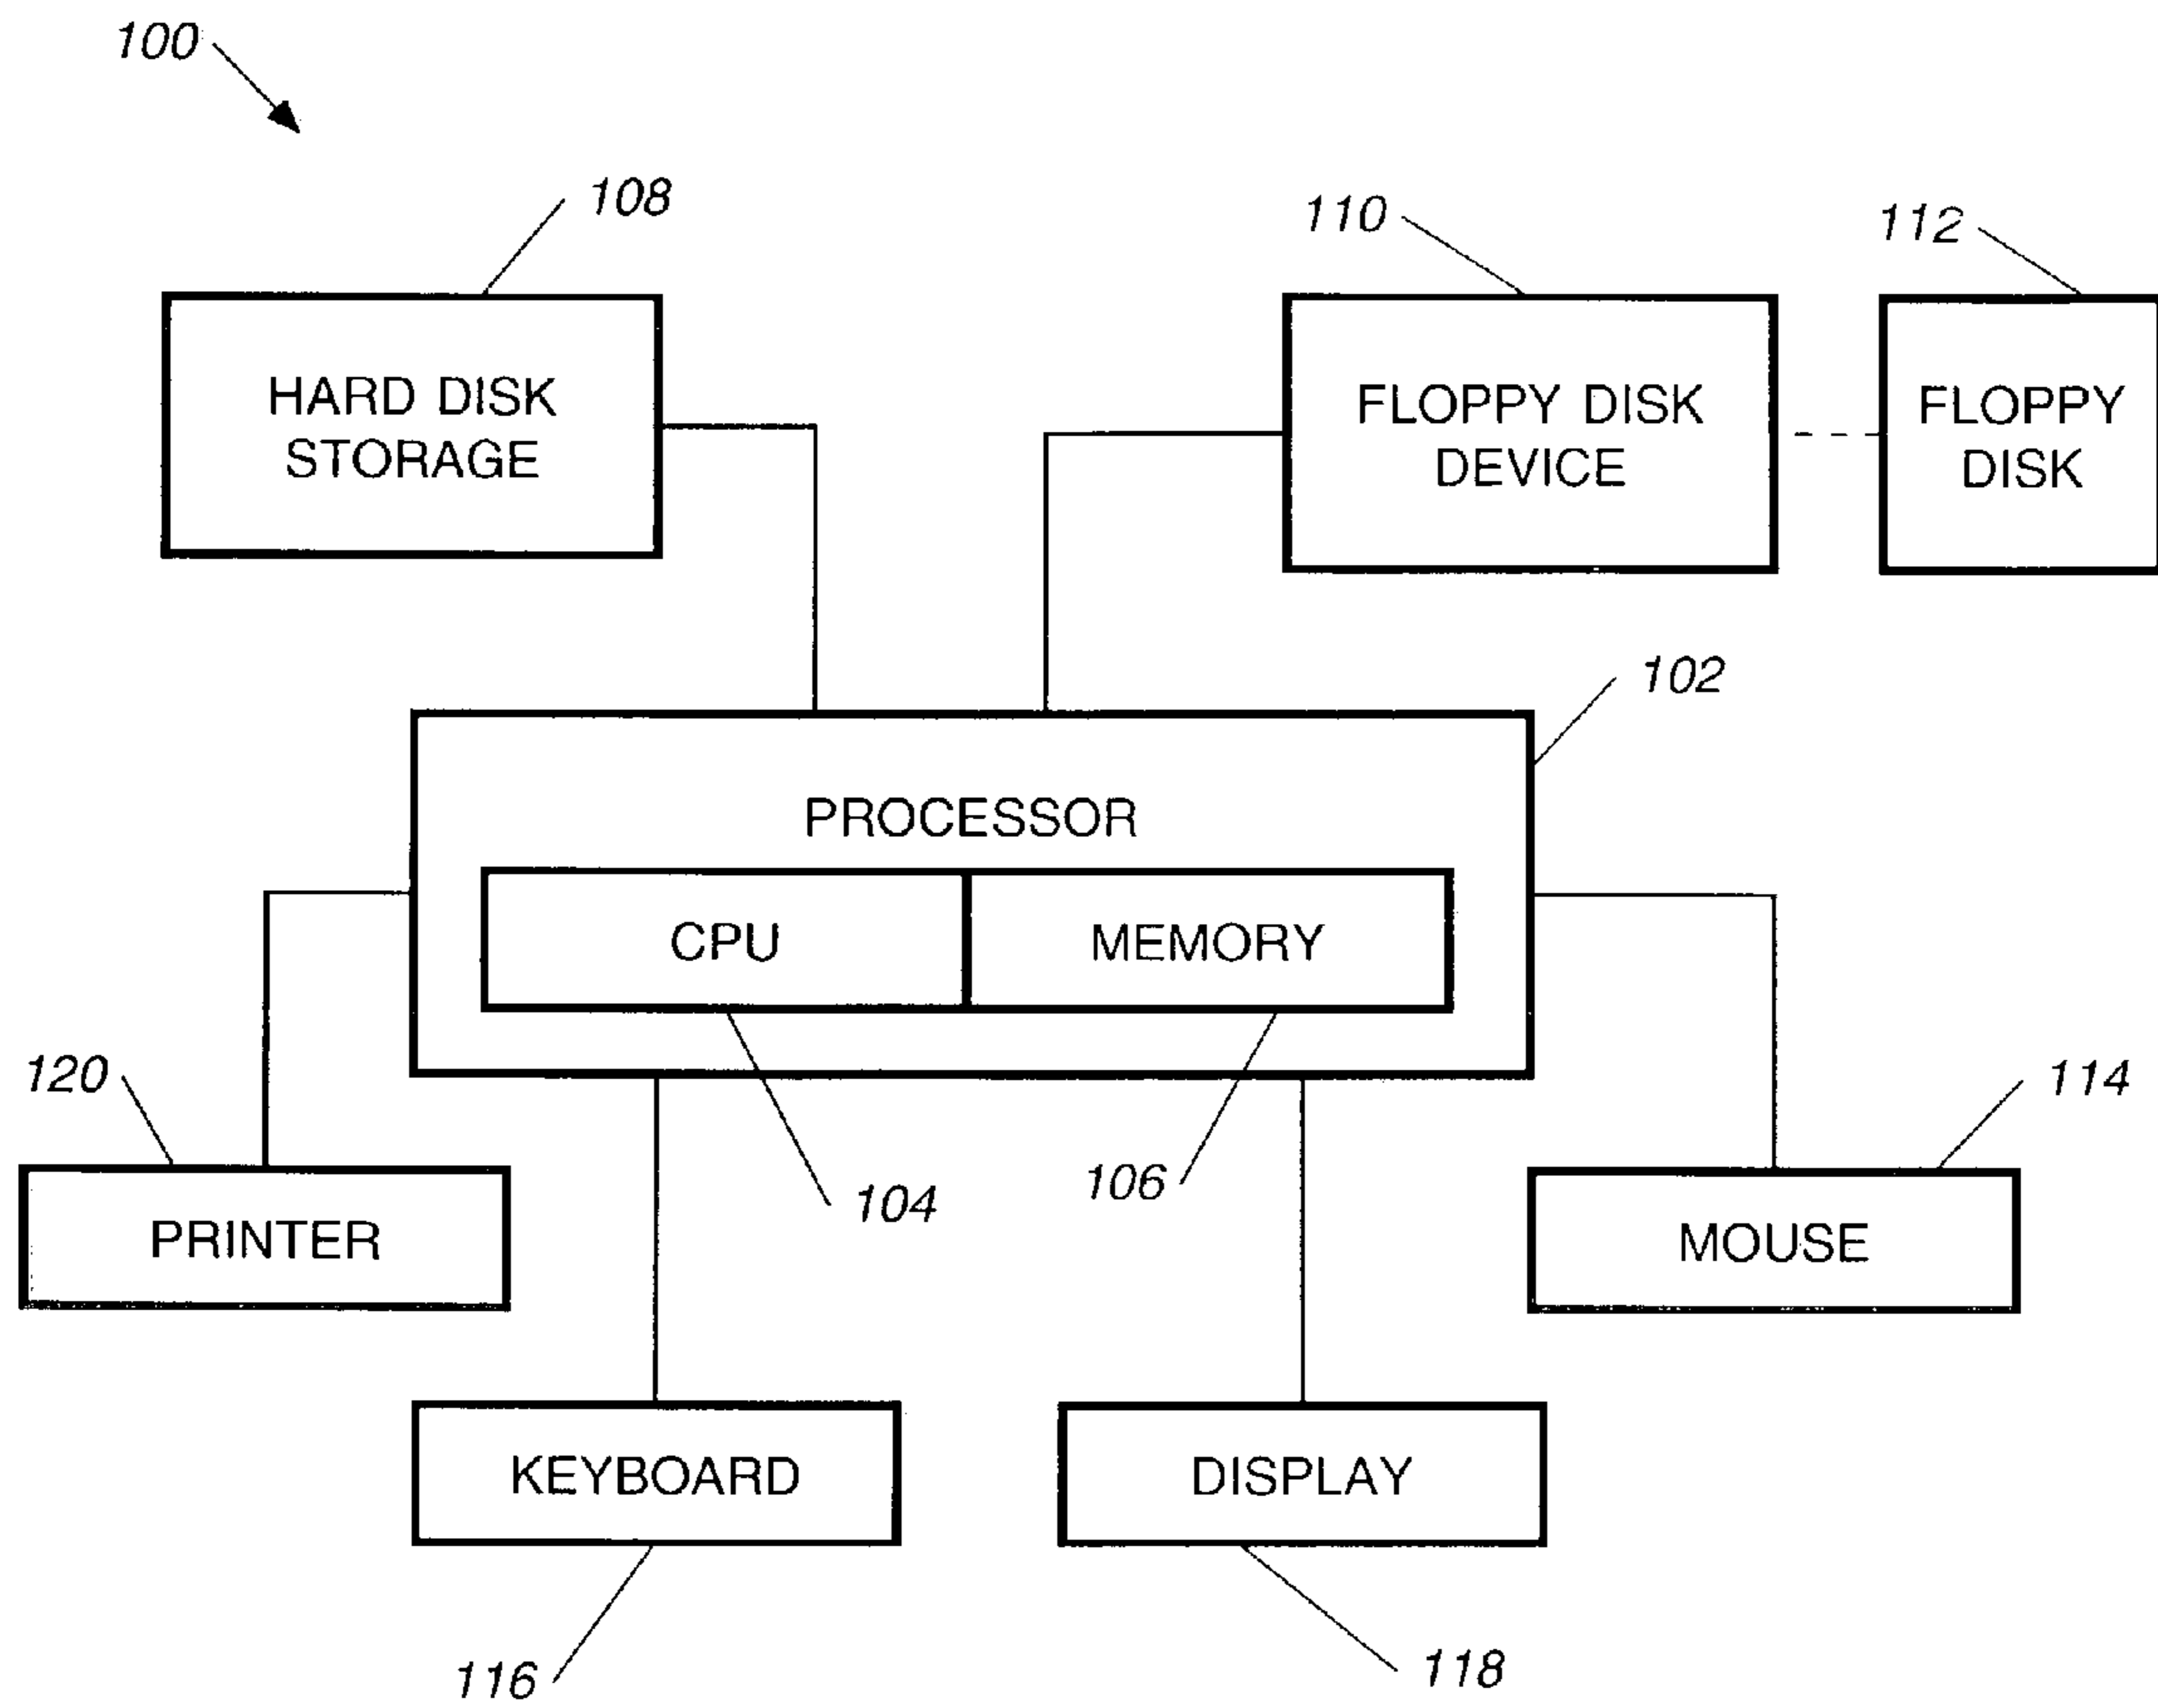 100
108
110
112
HARD DISK
STORAGE
FLOPPY DISK
DEVICE
FLOPPY
DISK
102
PROCESSOR
CPU
MEMORY
120
114
104
106
PRINTER
MOUSE
KEYBOARD
DISPLAY
116
118